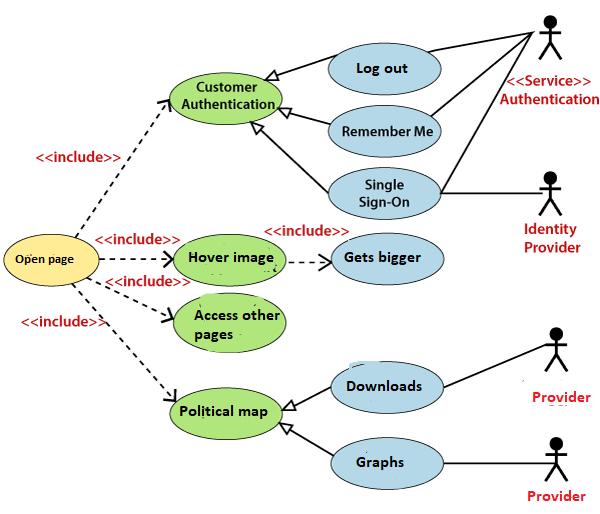 Log out
<<Service>>
Authentication
Customer
Authentication
Remember Me
<<include>>
Single
Sign-On
Identity
Provider
<<include>>
<<include>>
Open page
Hover image
Gets bigger
<<include>>
Access other
pages
<<include>>
Downloads
Provider
Political map
Graphs
Provider